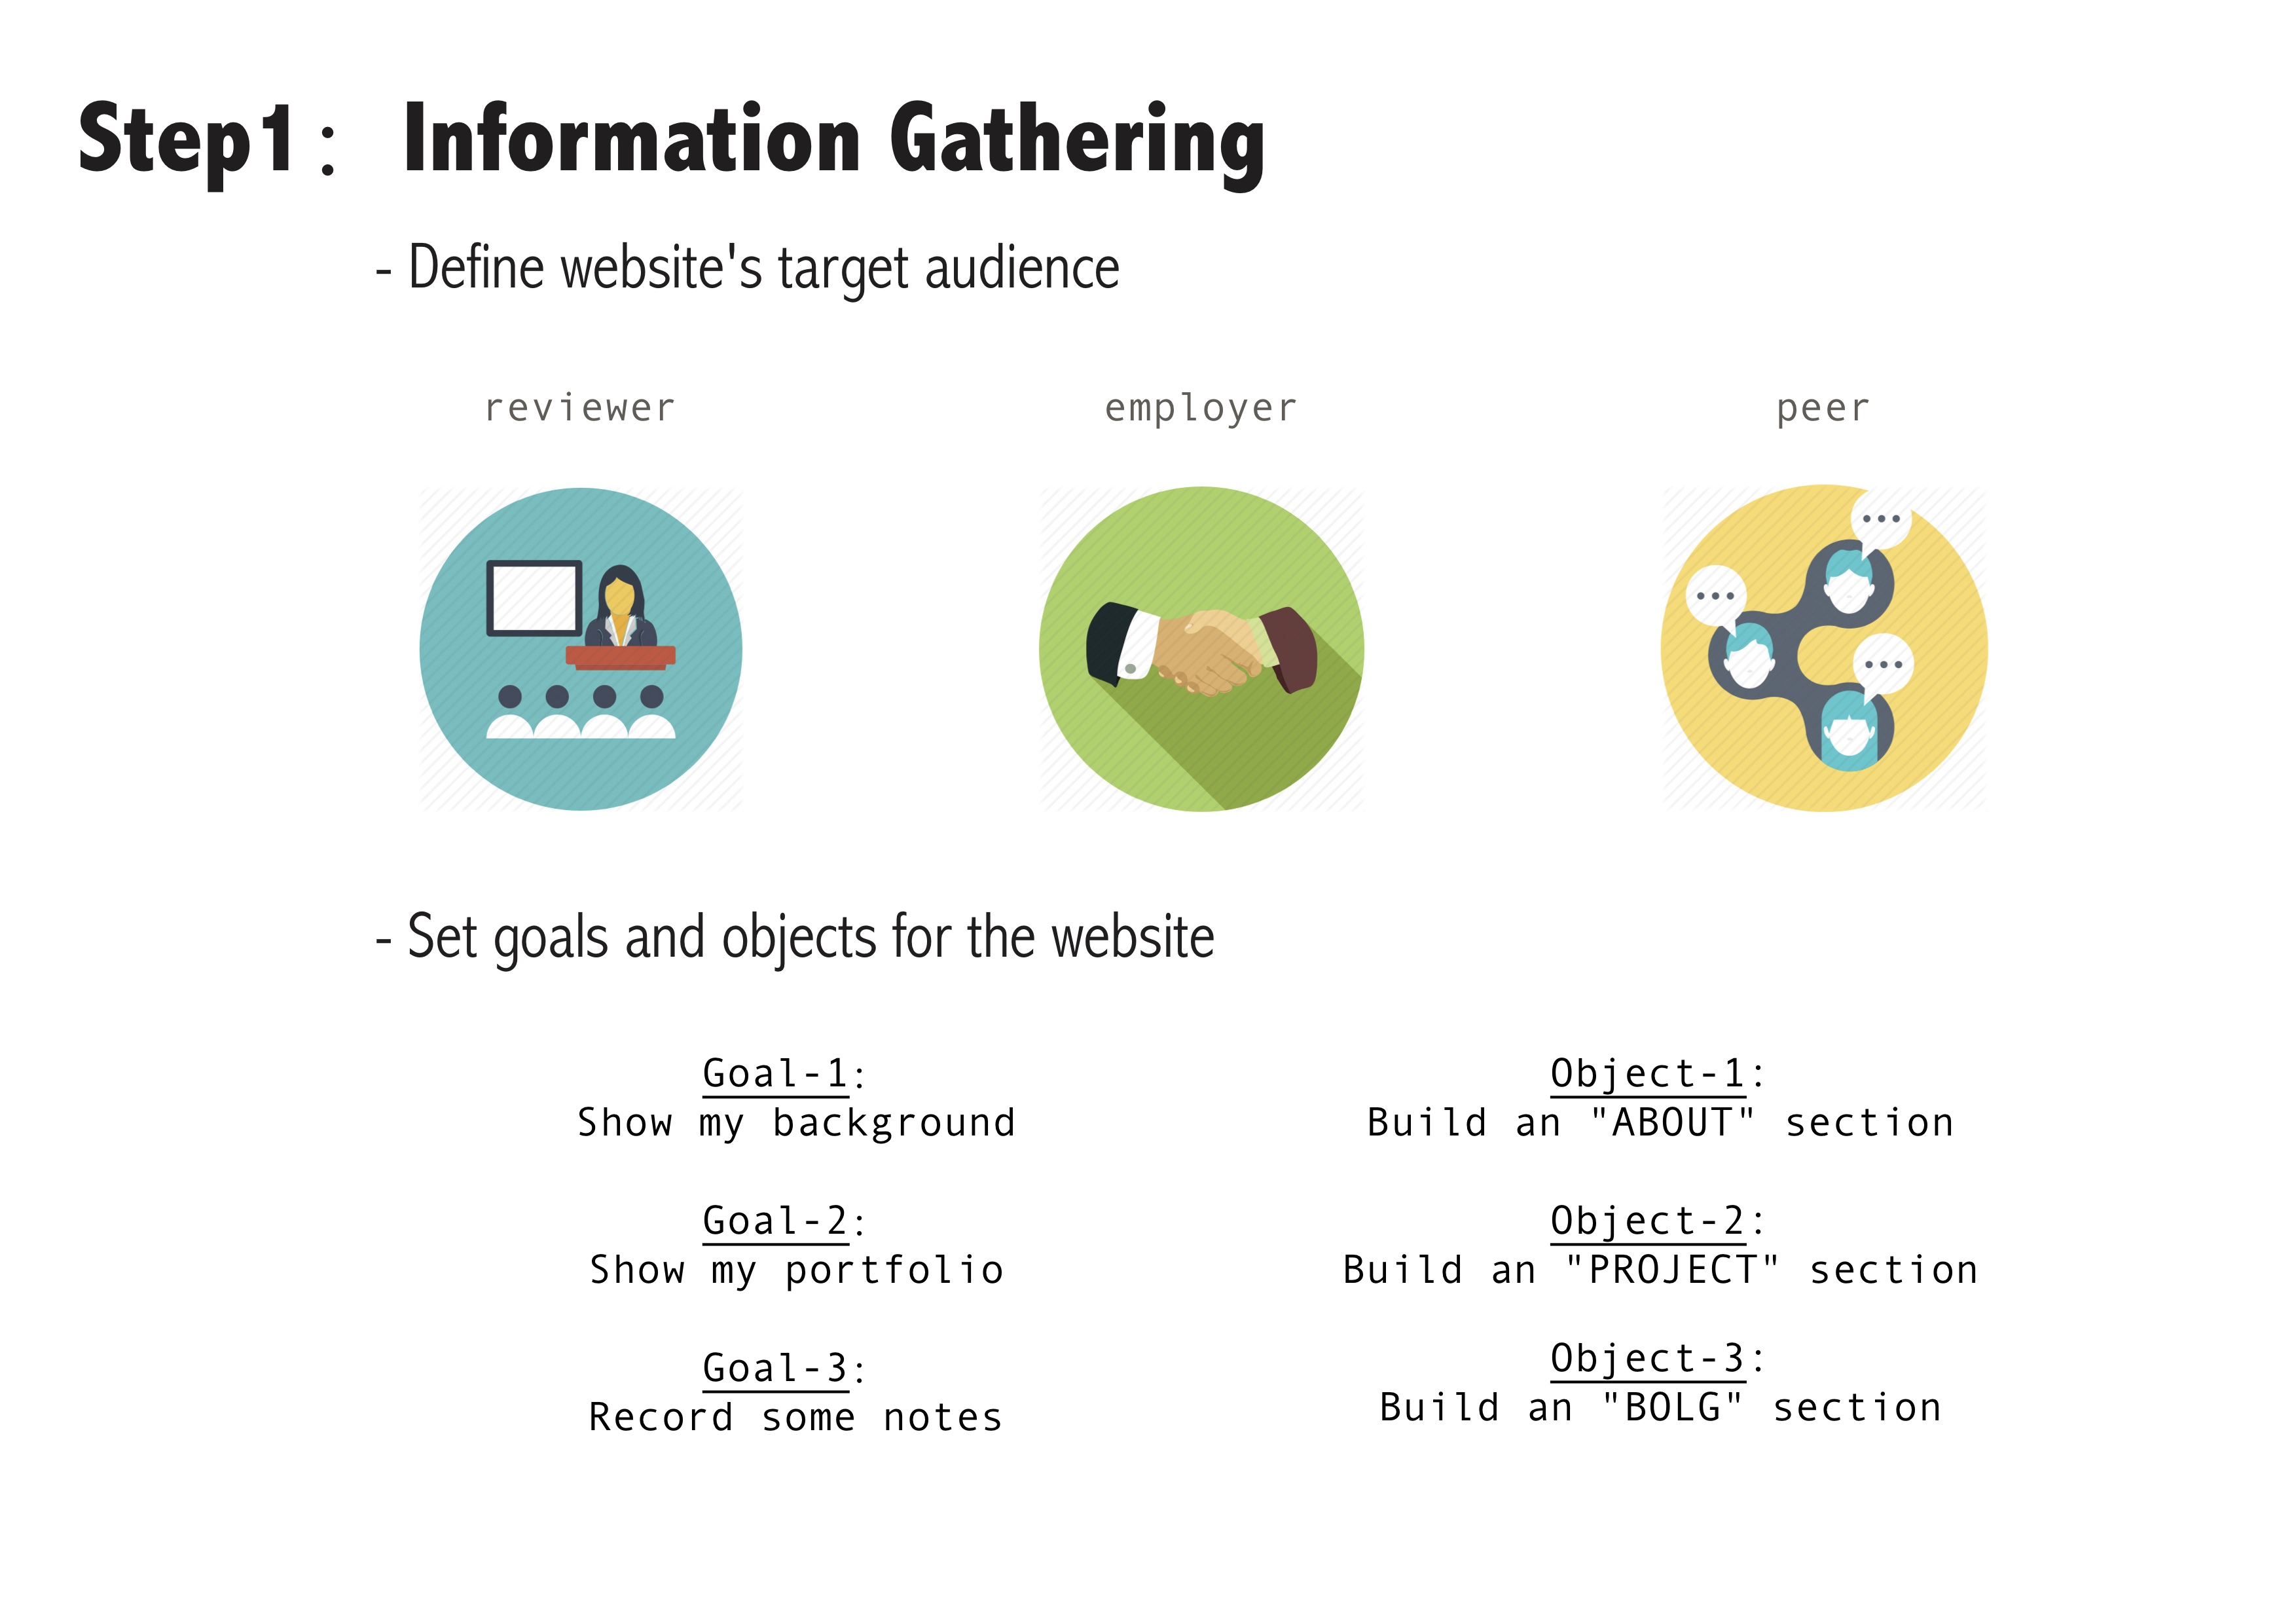 Step1: Information Gathering
- Define website's target audience
reviewer
employer
peer
- Set goals and objects for the website
Goal-1:
Show my background
Goal-2:
Show my portfolio
Goal-3:
Record some notes
Object-1:
Build an "ABOUT" section
Object-2:
Build an "PROJECT" section
Object-3:
Build an "BOLG" section